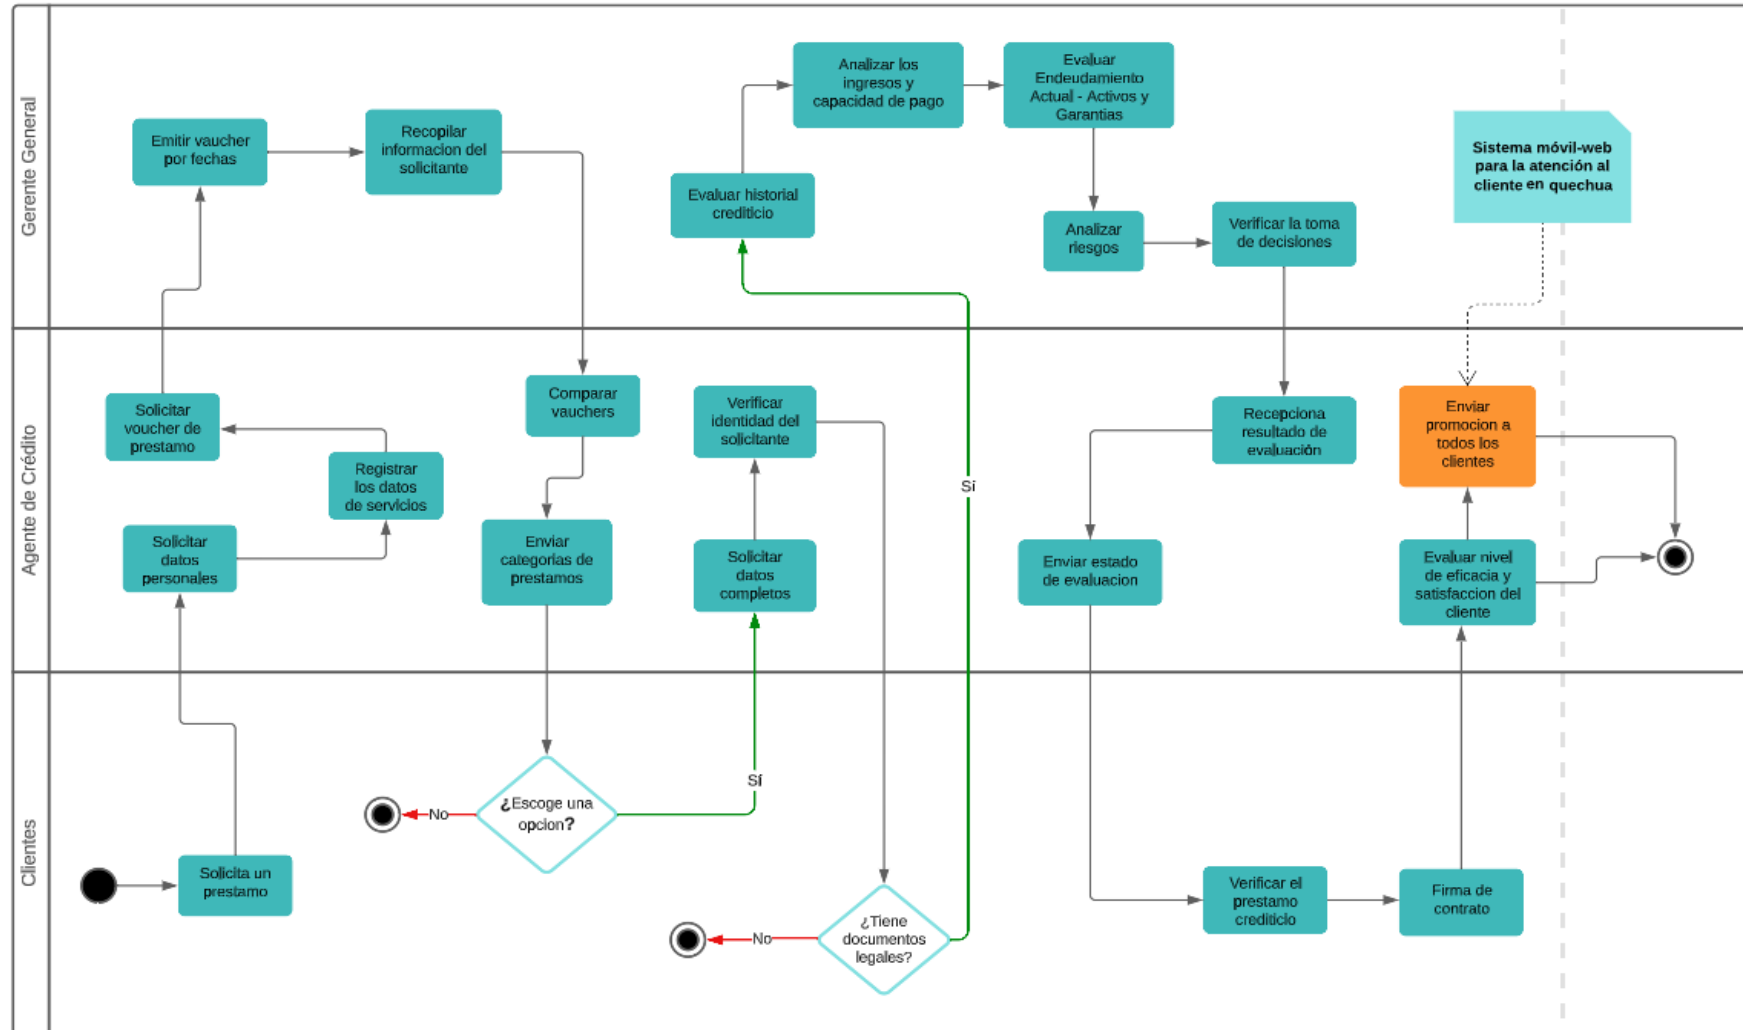 Gerente General
Emitir vaucher
por fechas
Recopilar
informacion del
solicitante
Evaluar historial
crediticio
Analizar los
ingresos y
capacidad de pago
Evaluar
Endeudamiento
Actual - Activos y
Garantias
Analizar
riesgos
Verificar la toma
de decisiones
Sistema móvil-web
para la atención al
cliente en quechua
Agente de Crédito
Solicitar
voucher de
prestamo
Registrar
los datos
de servicios
Solicitar
datos
personales
Comparar
vauchers
Enviar
categorias de
prestamos
Verificar
identidad del
solicitante
Solicitar
datos
completos
Sí
Recepciona
resultado de
evaluación
Enviar estado
de evaluacion
Enviar
promocion a
todos los
clientes
Evaluar nivel
de eficacia y
satisfaccion del
cliente
Clientes
Solicita un
prestamo
No
¿Escoge una
opcion?
Sí
No
¿Tiene
documentos
legales?
Verificar el
prestamo
crediticio
Firma de
contrato